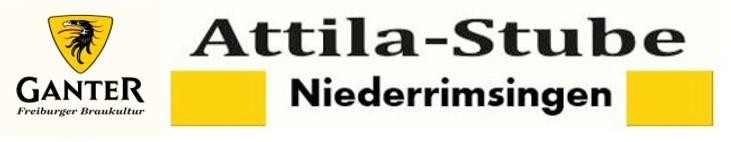 GANTER
Freiburger Braukultur
Attila-Stube
Niederrimsingen